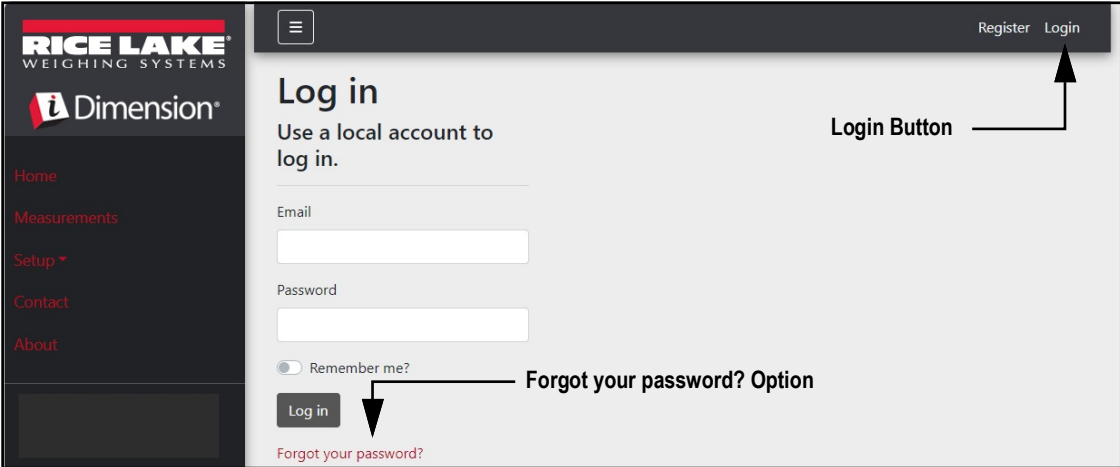 RICE LAKE®
WEIGHING SYSTEMS
i Dimension®
Home
Measurements
Setup
Contact
About
☰
Register Login
Log in
Use a local account to
log in.
Email
Password
Remember me?
Log in
Forgot your password?
Login Button
Forgot your password? Option